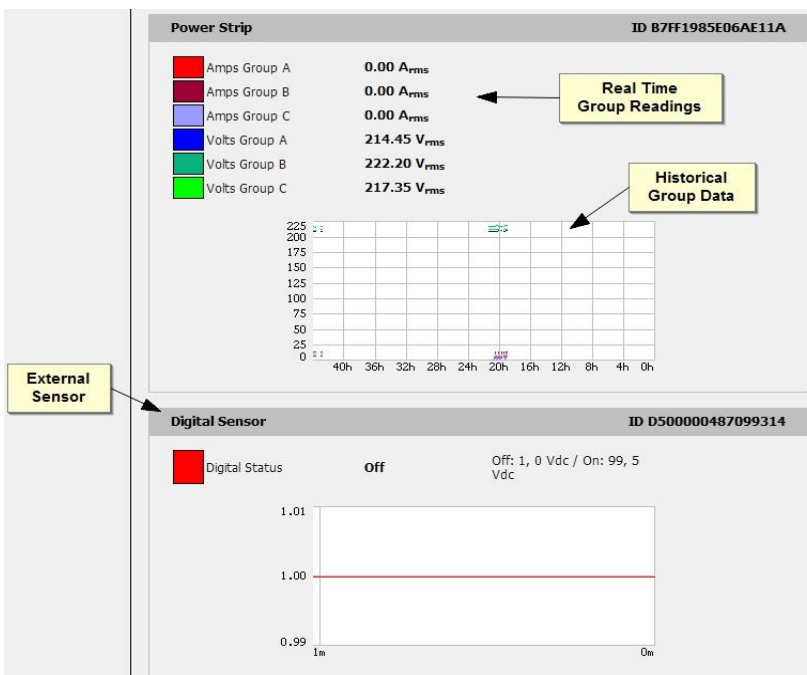 Power Strip ID B7FF1985E06AE11A
Amps Group A 0.00 Arms
Amps Group B 0.00 Arms
Amps Group C 0.00 Arms
Volts Group A 214.45 Vrms
Volts Group B 222.20 Vrms
Volts Group C 217.35 Vrms
Real Time
Group Readings
Historical
Group Data
225
200
175
150
125
100
75
50
25
0
40h 36h 32h 28h 24h 20h 16h 12h 8h 4h 0h
External
Sensor
Digital Sensor ID D500000487099314
Digital Status Off Off: 1, 0 Vdc / On: 99, 5
Vdc
1.01
1.00
0.99
1m 0m